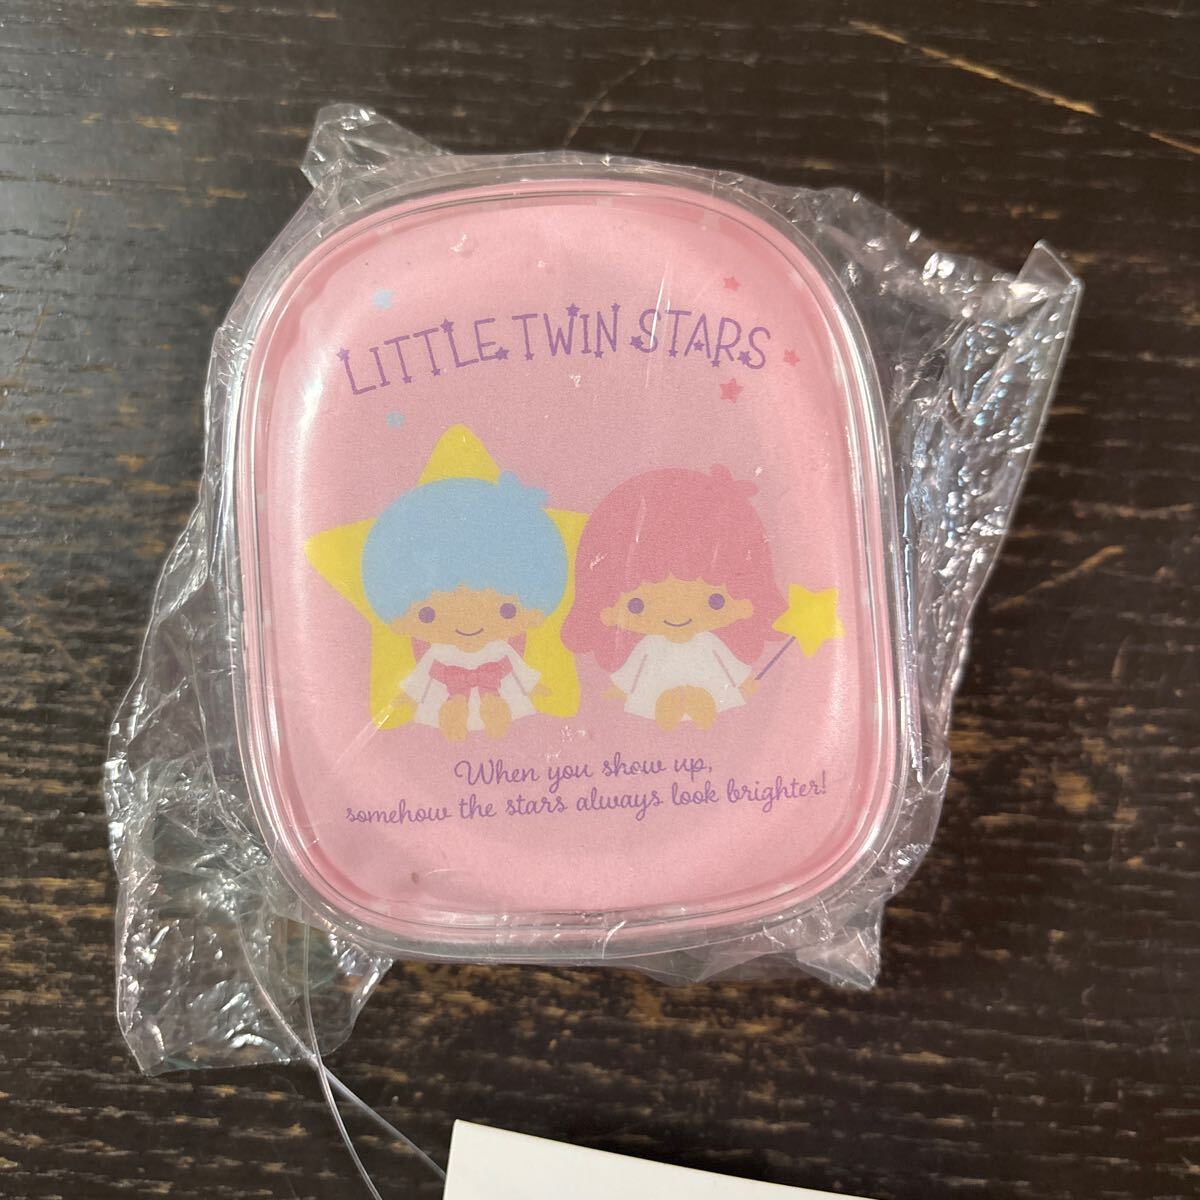 LITTLE TWIN STARS
When you show up,
somehow the stars always look brighter!